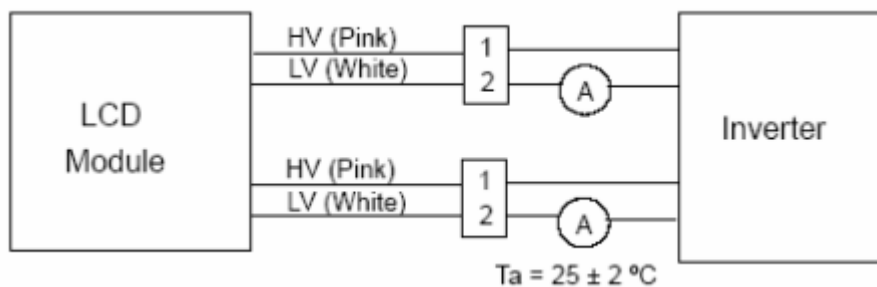 HV (Pink)
1
LV (White)
2
A
LCD
Module
Inverter
HV (Pink)
1
LV (White)
2
A
Ta = 25 ± 2 ºC